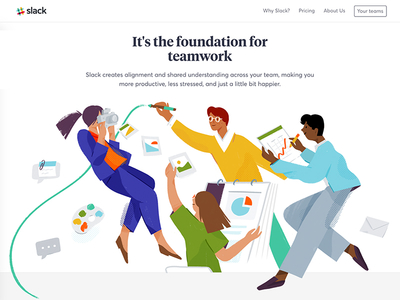 slack
Why Slack? Pricing About Us Your teams
It's the foundation for
teamwork
Slack creates alignment and shared understanding across your team, making you
more productive, less stressed, and just a little bit happier.